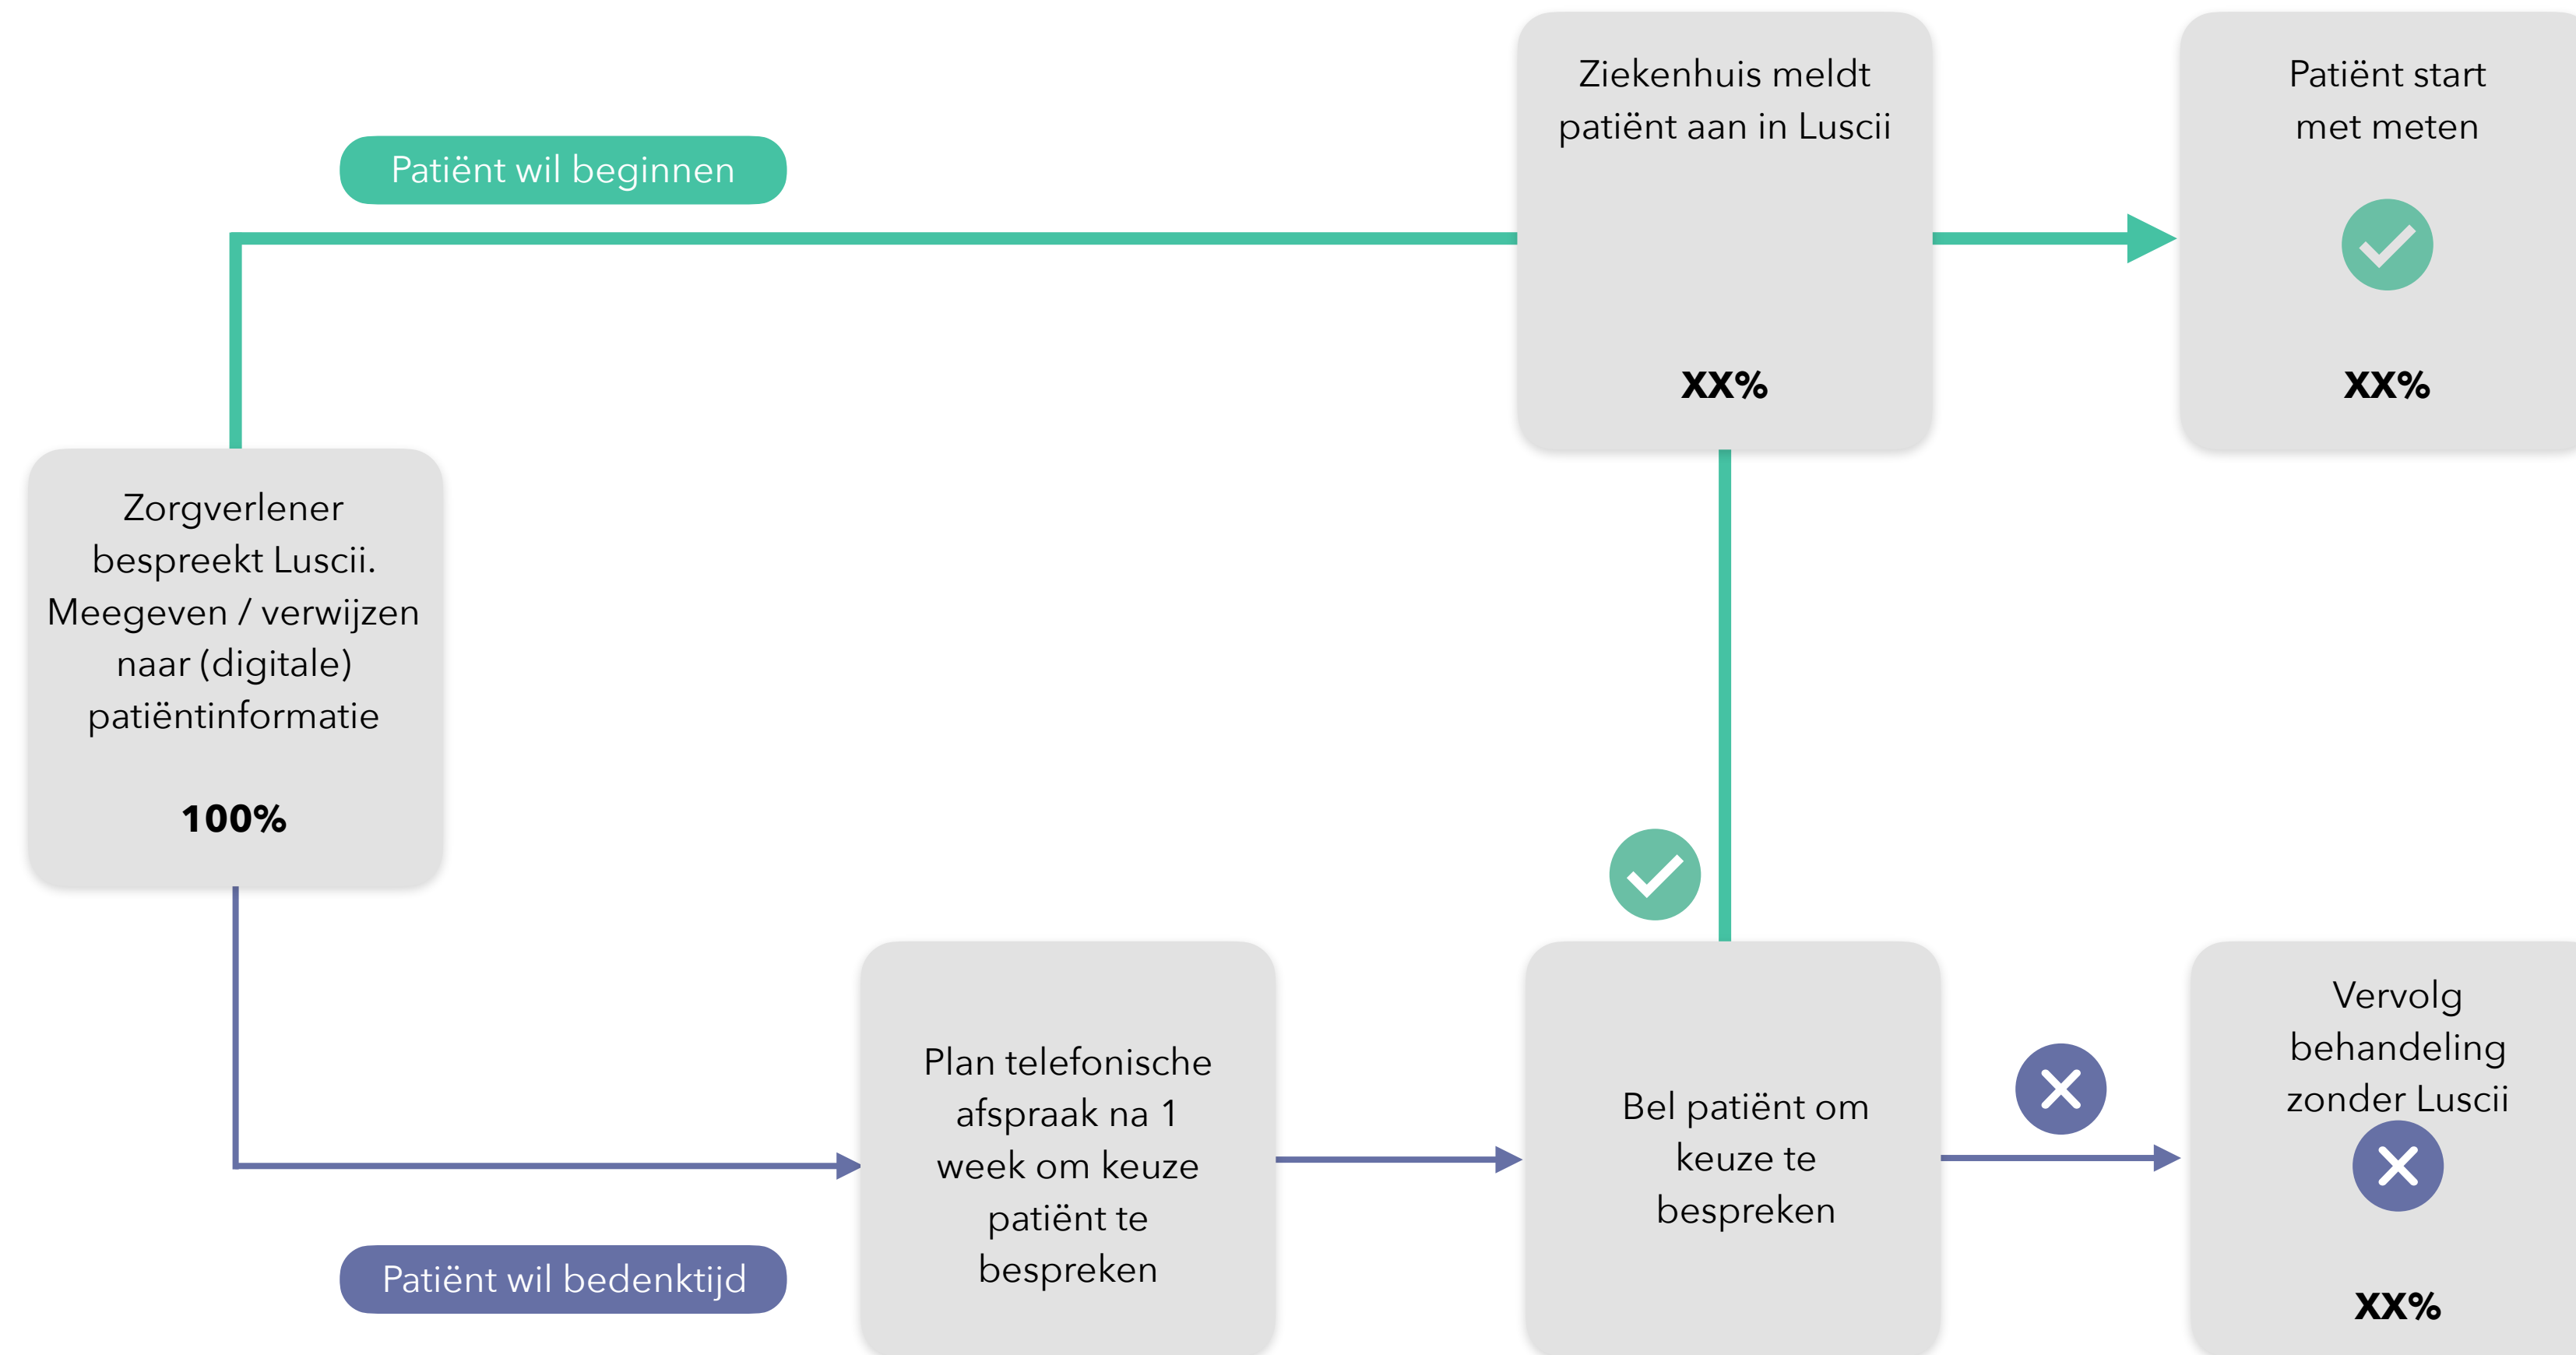 Ziekenhuis meldt
patiënt aan in Luscii
XX%
Patiënt start
met meten
XX%
Patiënt wil beginnen
Zorgverlener
bespreekt Luscii.
Meegeven / verwijzen
naar (digitale)
patiëntinformatie
100%
Patiënt wil bedenktijd
Plan telefonische
afspraak na 1
week om keuze
patiënt te
bespreken
Bel patiënt om
keuze te
bespreken
Vervolg
behandeling
zonder Luscii
XX%